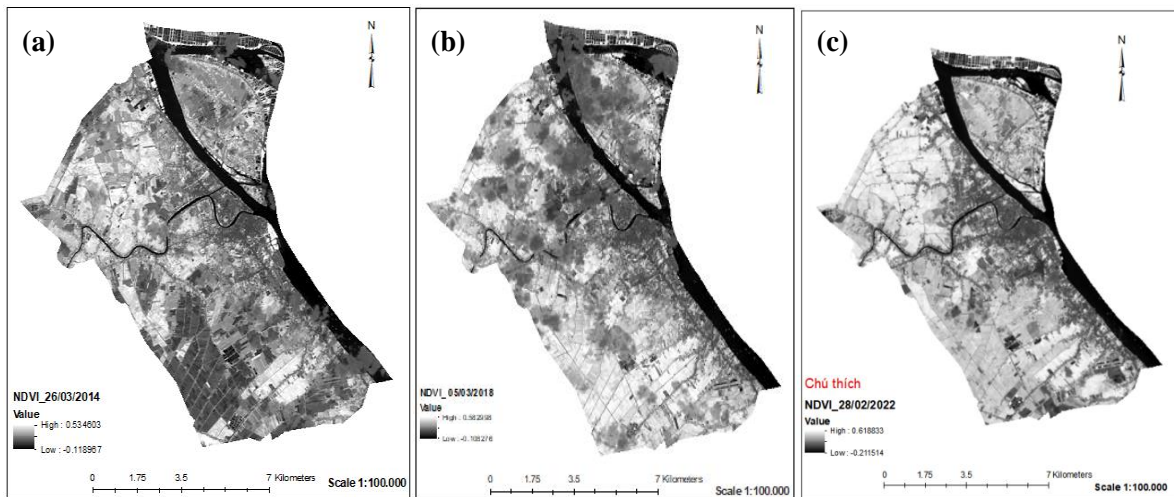 (a)
N
NDVI_26/03/2014
Value
High : 0.534603
Low : -0.118967
0 1.75 3.5 7 Kilometers
Scale 1:100.000
(b)
N
NDVI_05/03/2018
Value
High : 0.582998
Low : -0.108276
0 1.75 3.5 7 Kilometers
Scale 1:100.000
(c)
N
Chú thích
NDVI_28/02/2022
Value
High : 0.618833
Low : -0.211514
0 1.75 3.5 7 Kilometers
Scale 1:100.000